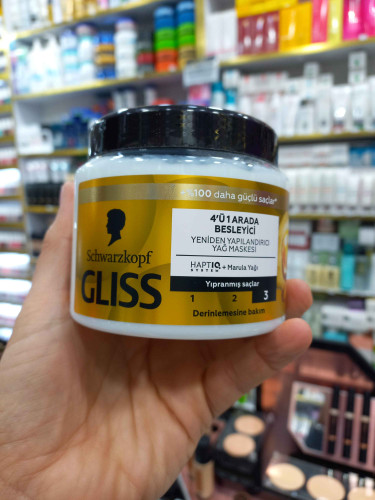 %100 daha güçlü saçlar*
4'Ü 1 ARADA
BESLEYİCİ
YENİDEN YAPILANDIRICI
YAĞ MASKESİ
HAPTIQ + Marula Yağı
SYSTEM
Yıpranmış saçlar
1 2 3
Derinlemesine bakım
Schwarzkopf
GLISS